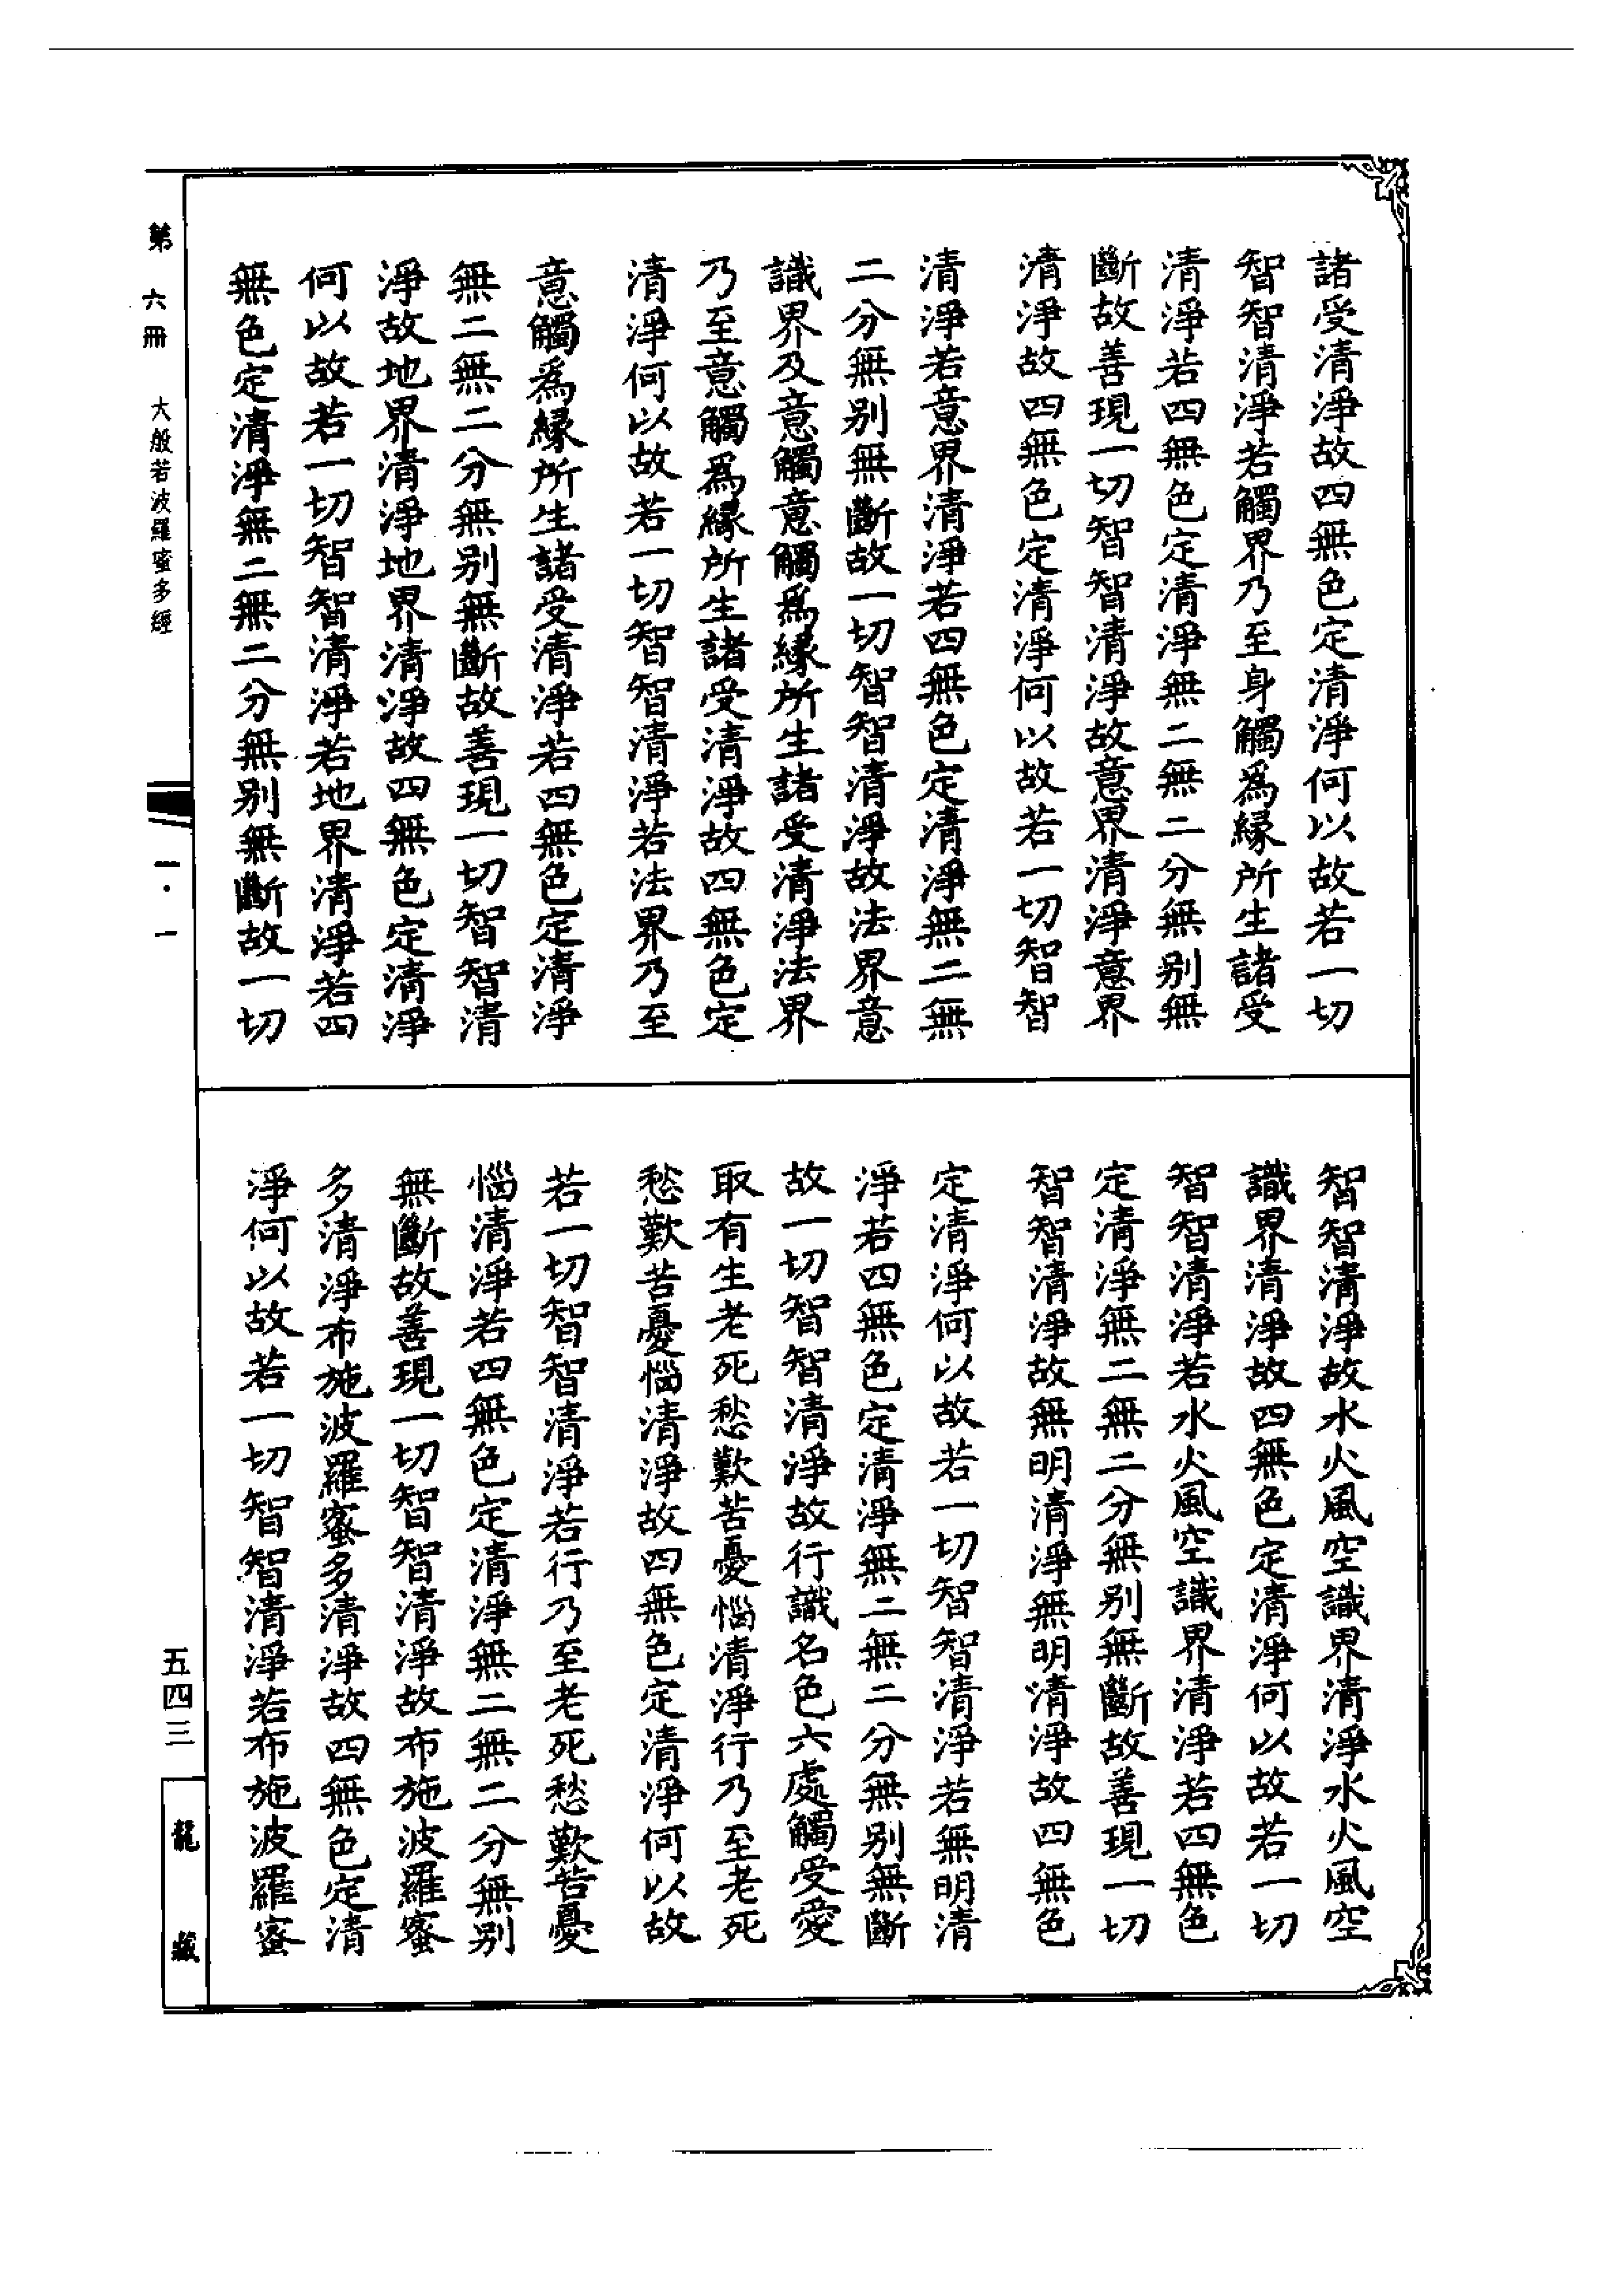 諸受清淨故四無色定清淨何以故若一切
智智清淨若觸界乃至身觸為緣所生諸受
清淨若四無色定清淨無二無二分無別無
斷故善現一切智智清淨故意界清淨意界
清淨故四無色定清淨何以故若一切智智
清淨若意界清淨若四無色定清淨無二無
二分無別無斷故一切智智清淨故法界意
識界及意觸意觸為緣所生諸受清淨法界
乃至意觸為緣所生諸受清淨故四無色定
清淨何以故若一切智智清淨若法界乃至
意觸為緣所生諸受清淨若四無色定清淨
無二無二分無別無斷故善現一切智智清
淨故地界清淨地界清淨故四無色定清淨
何以故若一切智智清淨若地界清淨若四
無色定清淨無二無二分無別無斷故一切
智智清淨故水火風空識界清淨水火風空
識界清淨故四無色定清淨何以故若一切
智智清淨若水火風空識界清淨若四無色
定清淨無二無二分無別無斷故善現一切
智智清淨故無明清淨無明清淨故四無色
定清淨何以故若一切智智清淨若無明清
淨若四無色定清淨無二無二分無別無斷
故一切智智清淨故行識名色六處觸受愛
取有生老死愁歎苦憂惱清淨行乃至老死
愁歎苦憂惱清淨故四無色定清淨何以故
若一切智智清淨若行乃至老死愁歎苦憂
惱清淨若四無色定清淨無二無二分無別
無斷故善現一切智智清淨故布施波羅蜜
多清淨布施波羅蜜多清淨故四無色定清
淨何以故若一切智智清淨若布施波羅蜜
第六冊
大般若波羅蜜多經
一·一
五四三
龍藏